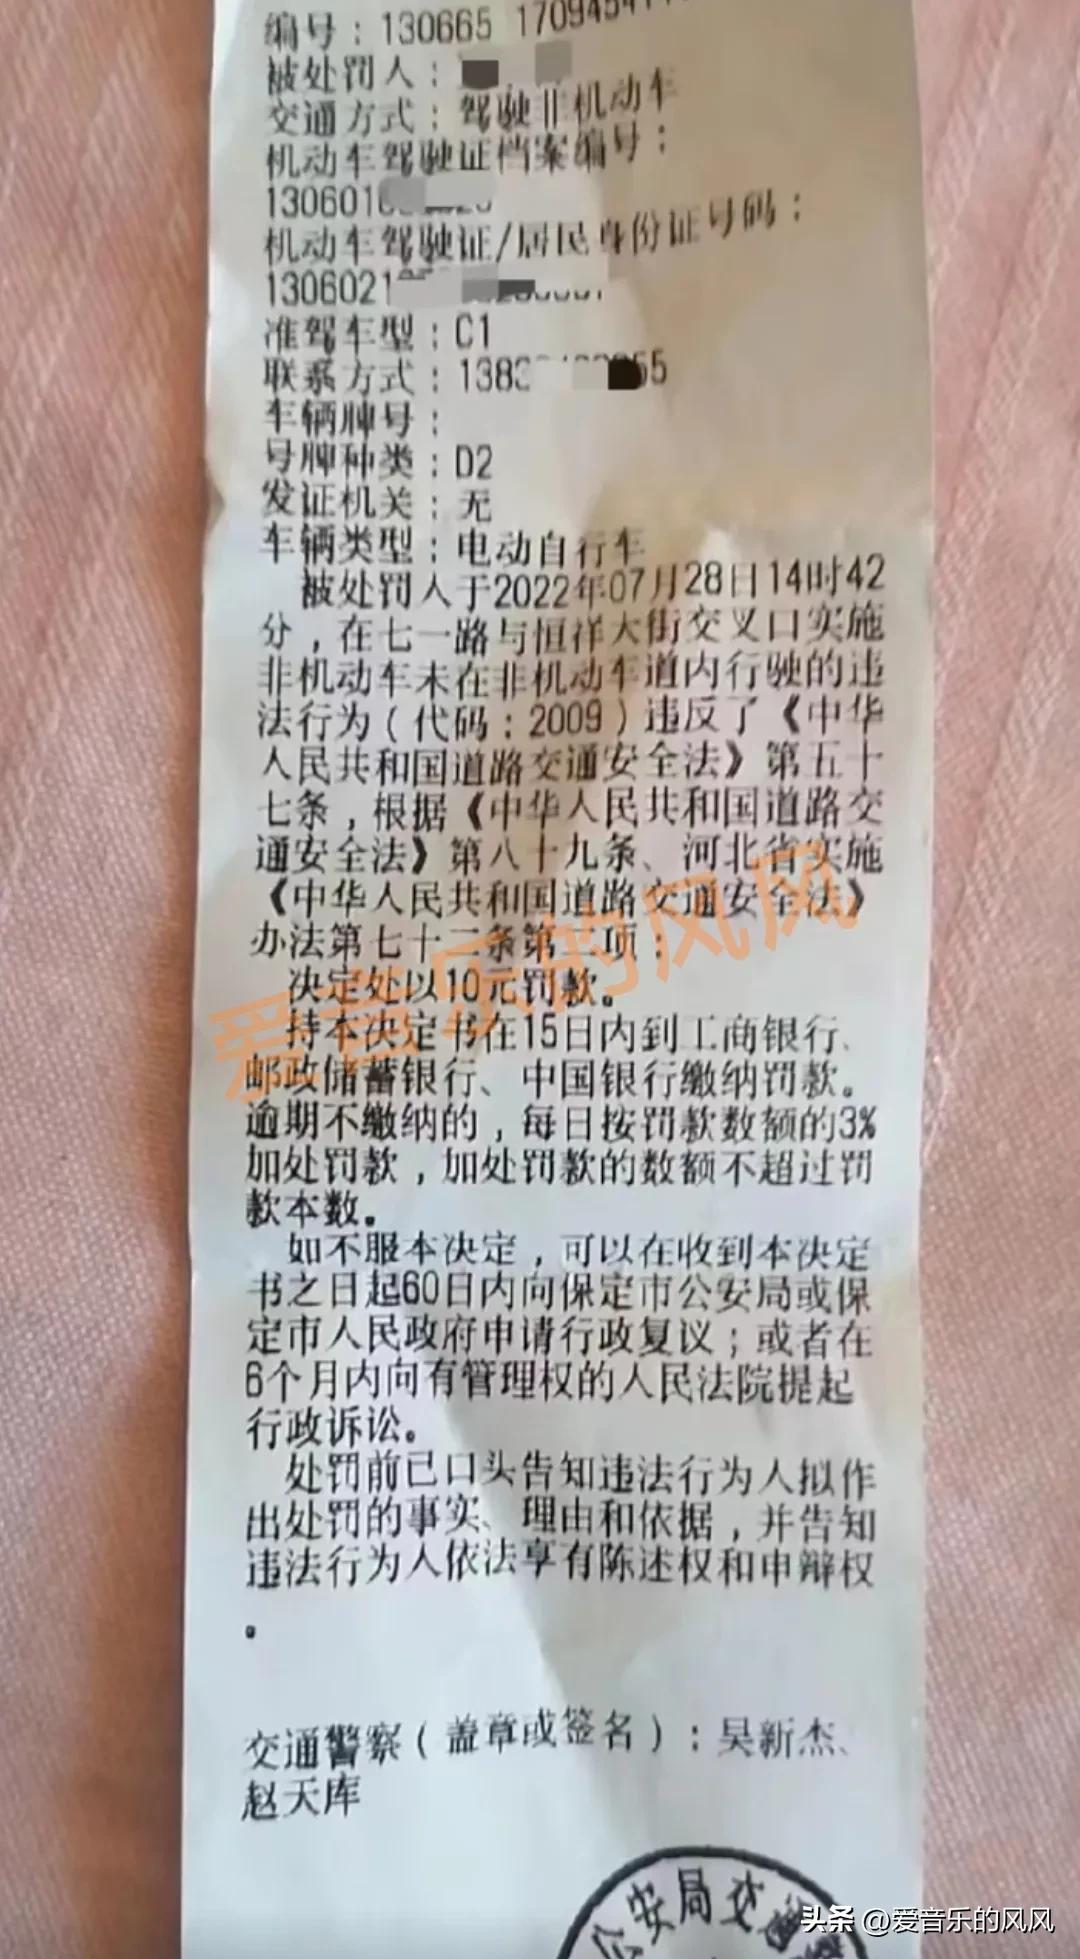 编号：130665 17094541
被处罚人：
交通方式：驾驶非机动车
机动车驾驶证档案编号：
130601
机动车驾驶证/居民身份证号码：
1306021
准驾车型：C1
联系方式：138 55
车辆牌号：
号牌种类：D2
发证机关：无
车辆类型：电动自行车
被处罚人于2022年07月28日14时42
分，在七一路与恒祥大街交叉口实施
非机动车未在非机动车道内行驶的违
法行为（代码：2009）违反了《中华
人民共和国道路交通安全法》第五十
七条，根据《中华人民共和国道路交
通安全法》第八十九条、河北省实施
《中华人民共和国道路交通安全法》
办法第七十二条第二项：
决定处以10元罚款。
持本决定书在15日内到工商银行、
邮政储蓄银行、中国银行缴纳罚款。
逾期不缴纳的，每日按罚款数额的3%
加处罚款，加处罚款的数额不超过罚
款本数。
如不服本决定，可以在收到本决定
书之日起60日内向保定市公安局或保
定市人民政府申请行政复议；或者在
6个月内向有管理权的人民法院提起
行政诉讼。
处罚前已口头告知违法行为人拟作
出处罚的事实、理由和依据，并告知
违法行为人依法享有陈述权和申辩权
。
交通警察（盖章或签名）：吴新杰、
赵天库
公安局交通
爱音乐的风风
头条 @爱音乐的风风